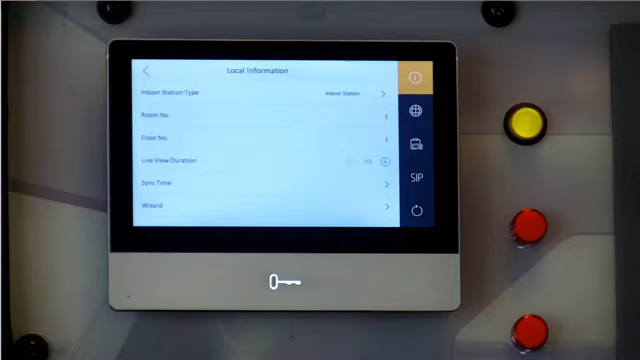 Local Information
Indoor Station Type Indoor Station
Room No.
Floor No.
Live View Duration
Sync Time
Wizard
SIP